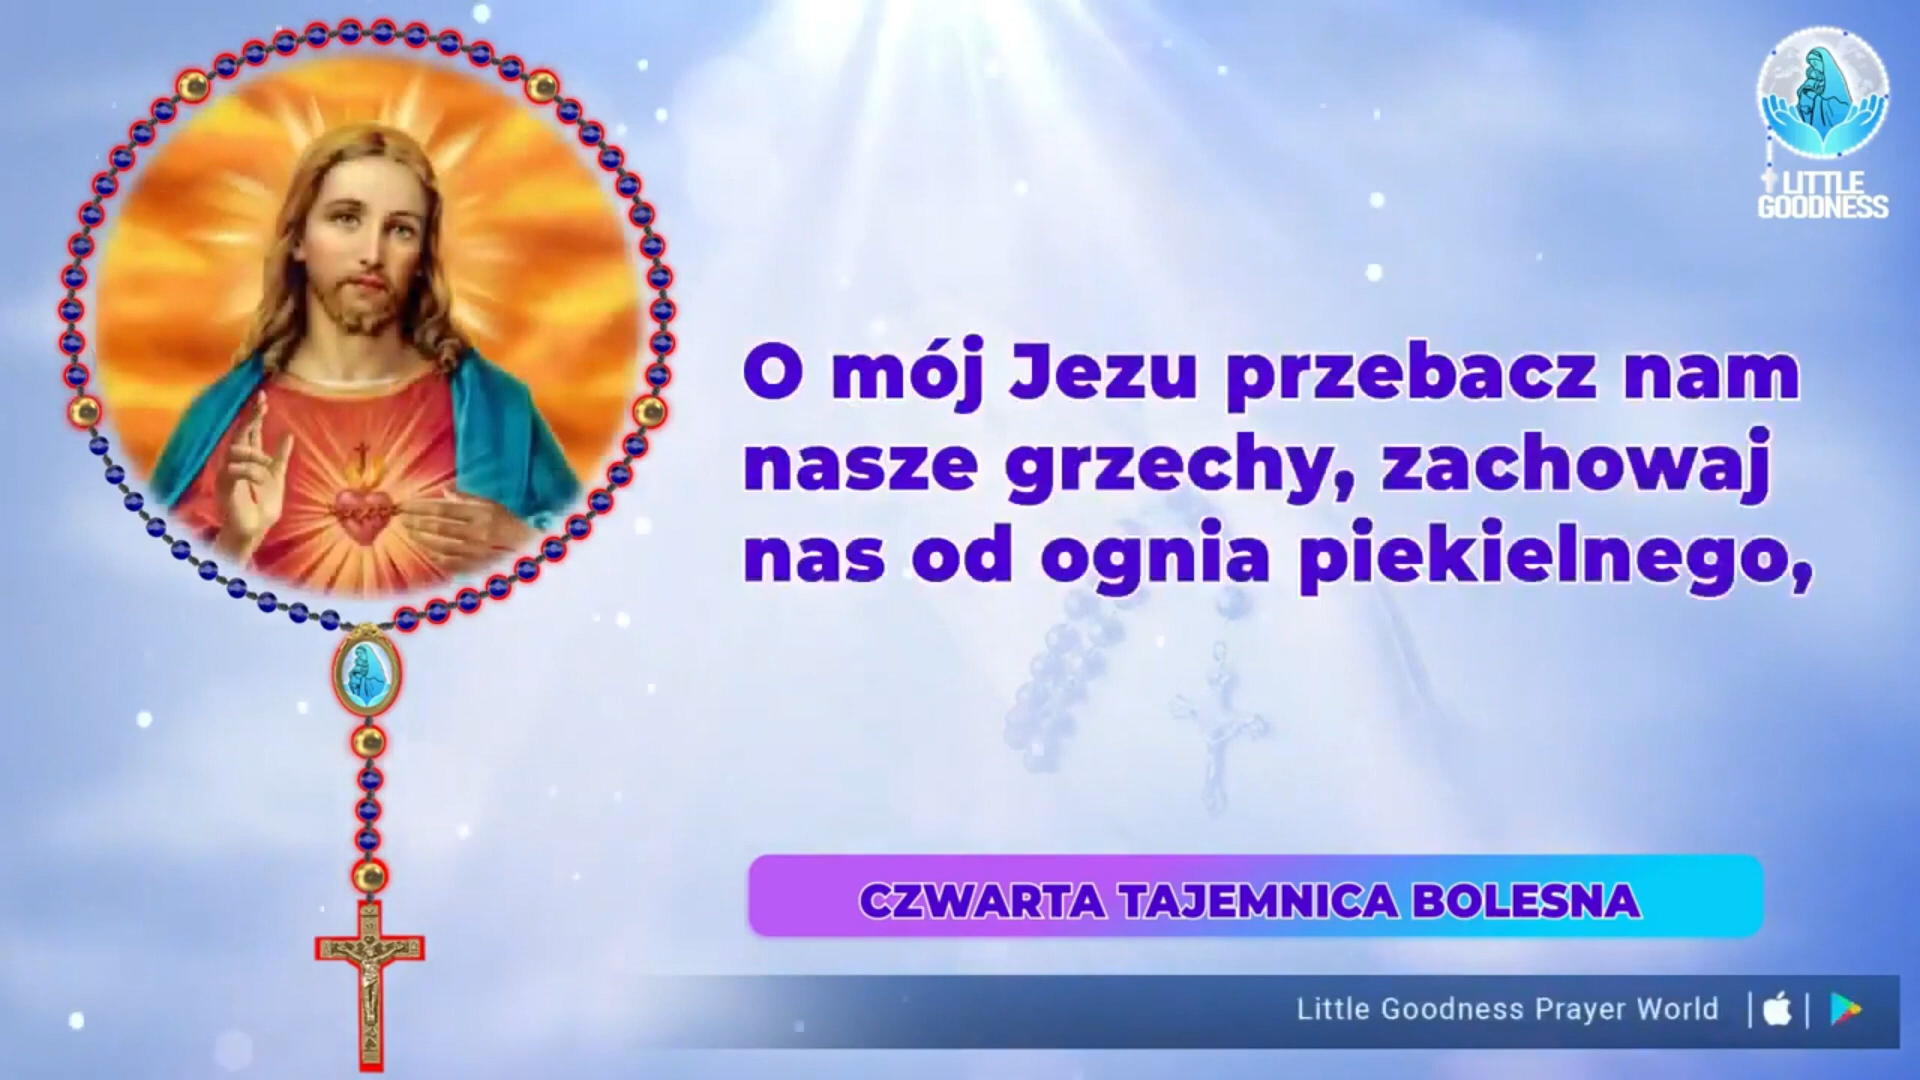 LITTLE
GOODNESS
O mój Jezu przebacz nam
nasze grzechy, zachowaj
nas od ognia piekielnego,
CZWARTA TAJEMNICA BOLESNA
Little Goodness Prayer World